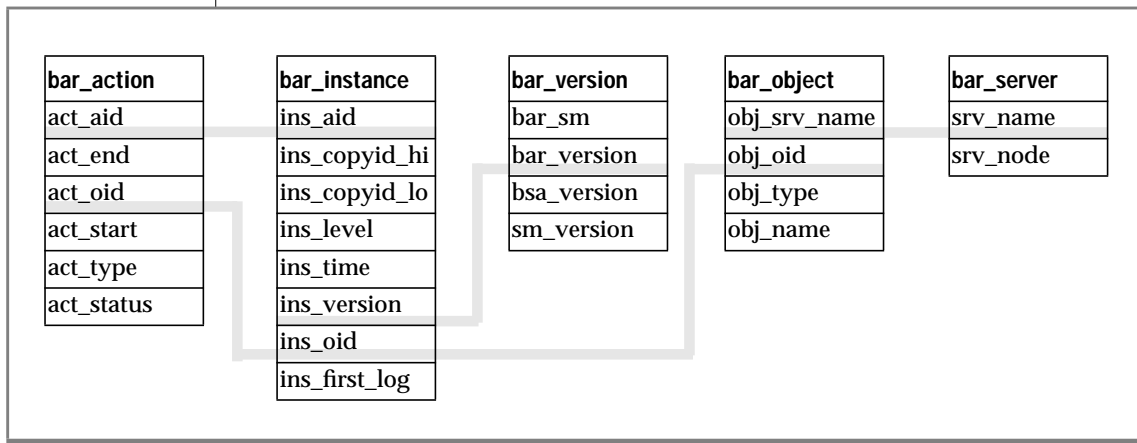 bar_action
act_aid
act_end
act_oid
act_start
act_type
act_status
bar_instance
ins_aid
ins_copyid_hi
ins_copyid_lo
ins_level
ins_time
ins_version
ins_oid
ins_first_log
bar_version
bar_sm
bar_version
bsa_version
sm_version
bar_object
obj_srv_name
obj_oid
obj_type
obj_name
bar_server
srv_name
srv_node